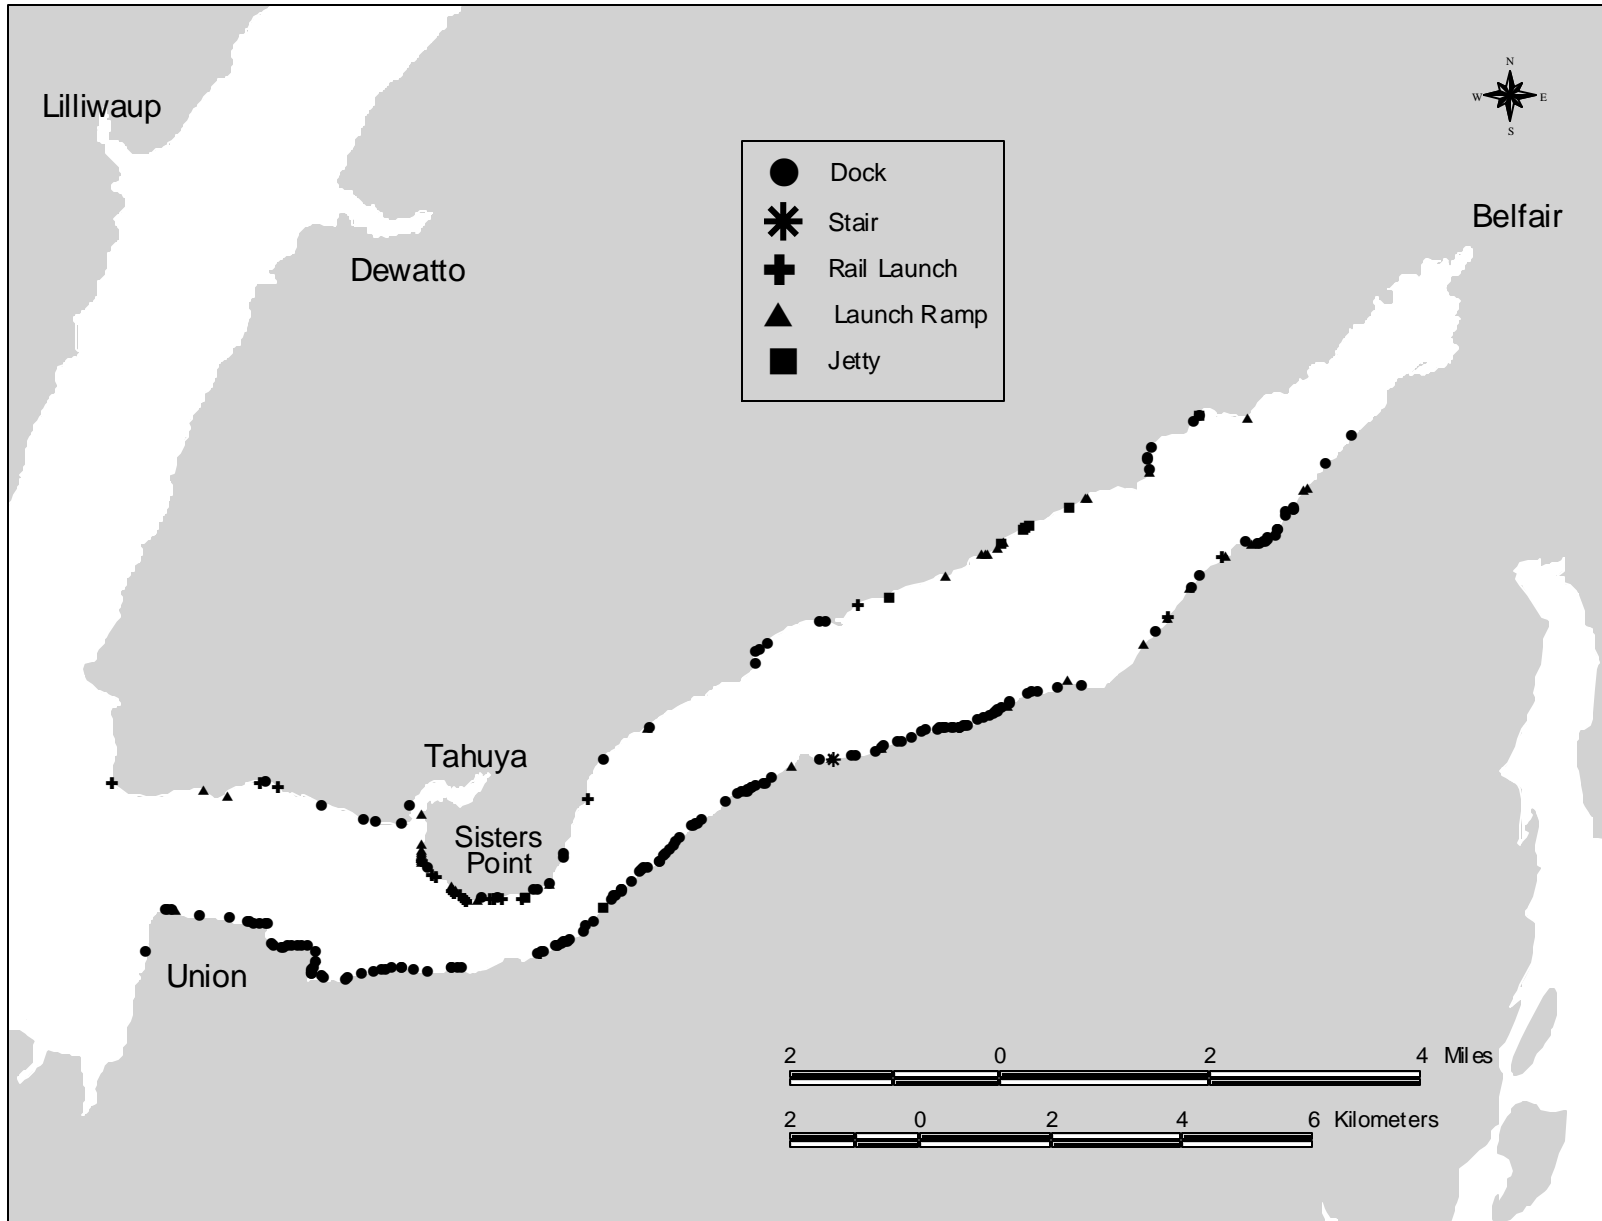 N
W E
S
Lilliwaup
Belfair
Dewatto
Dock
Stair
Rail Launch
Launch Ramp
Jetty
Tahuya
Sisters
Point
Union
2 0 2 4 Miles
2 0 2 4 6 Kilometers